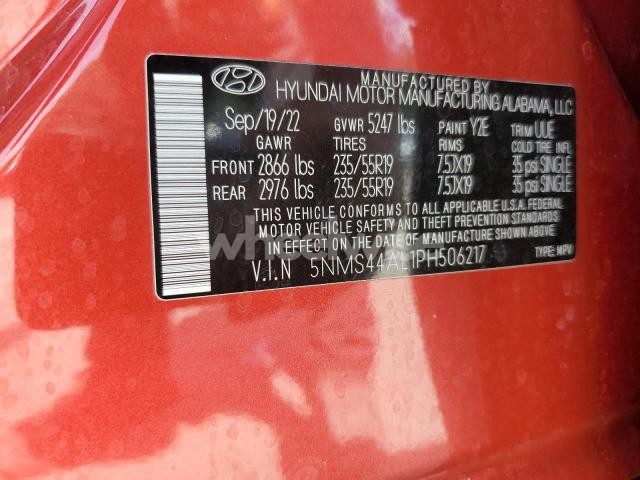 MANUFACTURED BY
HYUNDAI MOTOR MANUFACTURING ALABAMA, LLC
Sep/19/22 GVWR 5247 lbs PAINT Y2E TRIM UUE
GAWR TIRES RIMS COLD TIRE INFL
FRONT 2866 lbs 235/55R19 7.5JX19 35 psi SINGLE
REAR 2976 lbs 235/55R19 7.5JX19 35 psi SINGLE
THIS VEHICLE CONFORMS TO ALL APPLICABLE U.S.A FEDERAL
MOTOR VEHICLE SAFETY AND THEFT PREVENTION STANDARDS
IN EFFECT ON THE DATE OF MANUFACTURE SHOWN ABOVE.
V.I.N 5NMS44AL1PH506217 TYPE: MPV